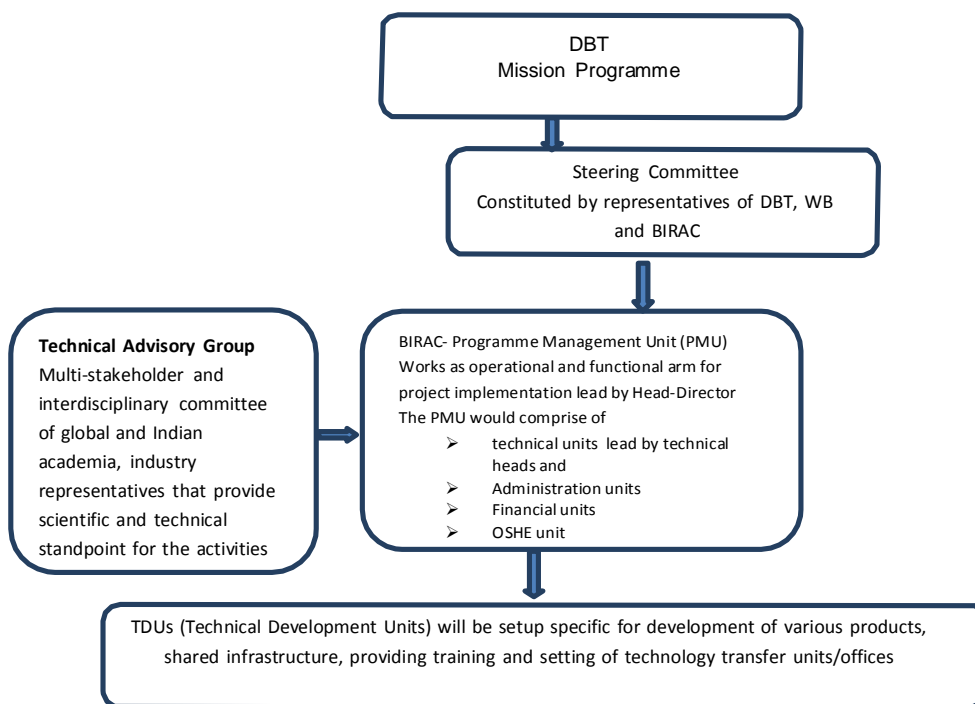 DBT
Mission Programme
Steering Committee
Constituted by representatives of DBT, WB
and BIRAC
Technical Advisory Group
Multi-stakeholder and
interdisciplinary committee
of global and Indian
academia, industry
representatives that provide
scientific and technical
standpoint for the activities
BIRAC- Programme Management Unit (PMU)
Works as operational and functional arm for
project implementation lead by Head-Director
The PMU would comprise of
➢ technical units lead by technical
heads and
➢ Administration units
➢ Financial units
➢ OSHE unit
TDUs (Technical Development Units) will be setup specific for development of various products,
shared infrastructure, providing training and setting of technology transfer units/offices